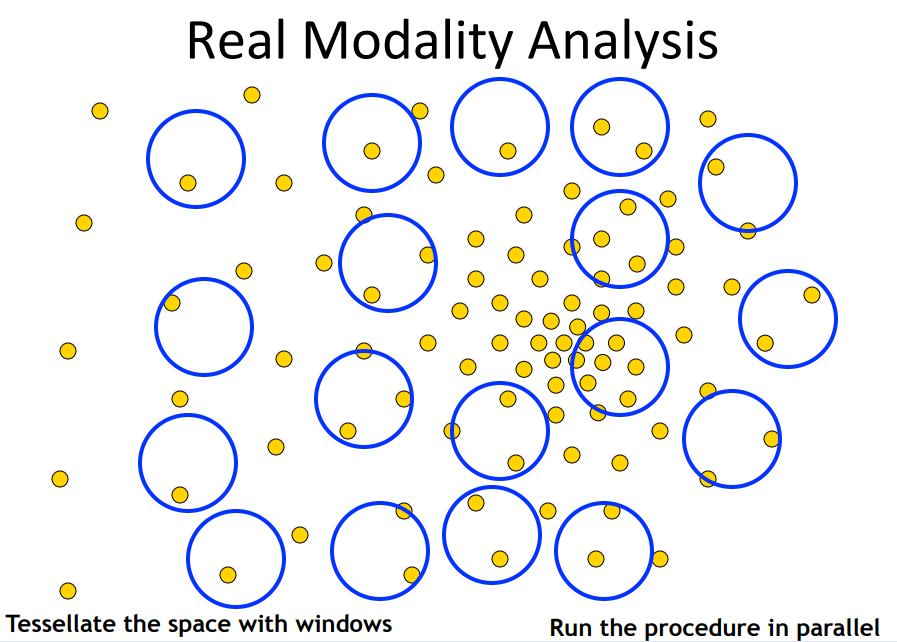 Real Modality Analysis
Tessellate the space with windows
Run the procedure in parallel